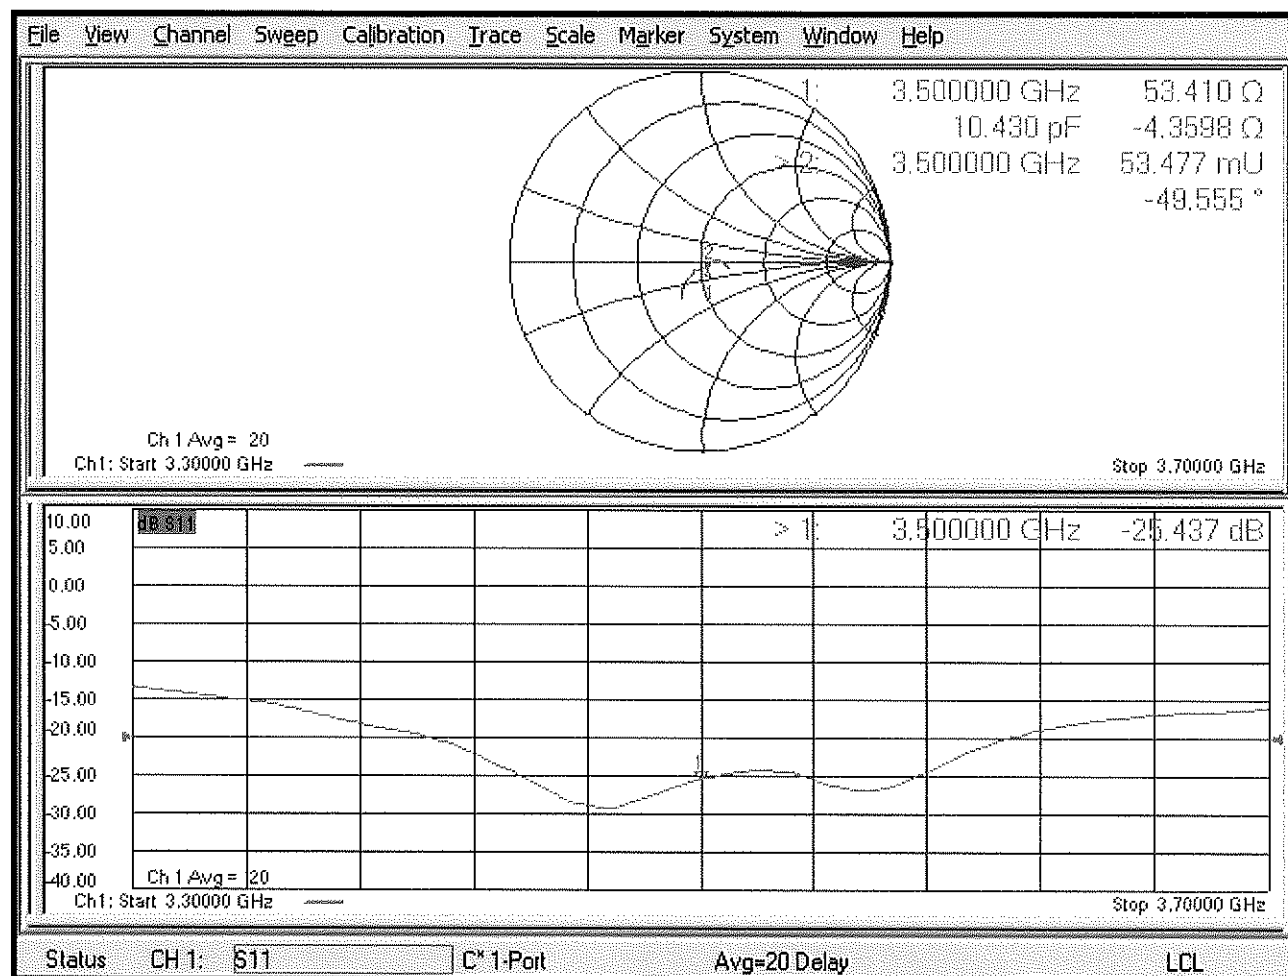 File View Channel Sweep Calibration Trace Scale Marker System Window Help
1: 3.500000 GHz 53.410 Ω
10.430 pF -4.3598 Ω
> 2: 3.500000 GHz 53.477 mU
-49.555 °
2
1
Ch 1 Avg = 20
Ch1: Start 3.30000 GHz
Stop 3.70000 GHz
10.00
dB S11
> 1: 3.500000 GHz -25.437 dB
5.00
0.00
-5.00
-10.00
-15.00
-20.00
1
-25.00
-30.00
-35.00
-40.00
Ch 1 Avg = 20
Ch1: Start 3.30000 GHz
Stop 3.70000 GHz
Status CH 1: S11 C* 1-Port Avg=20 Delay LCL